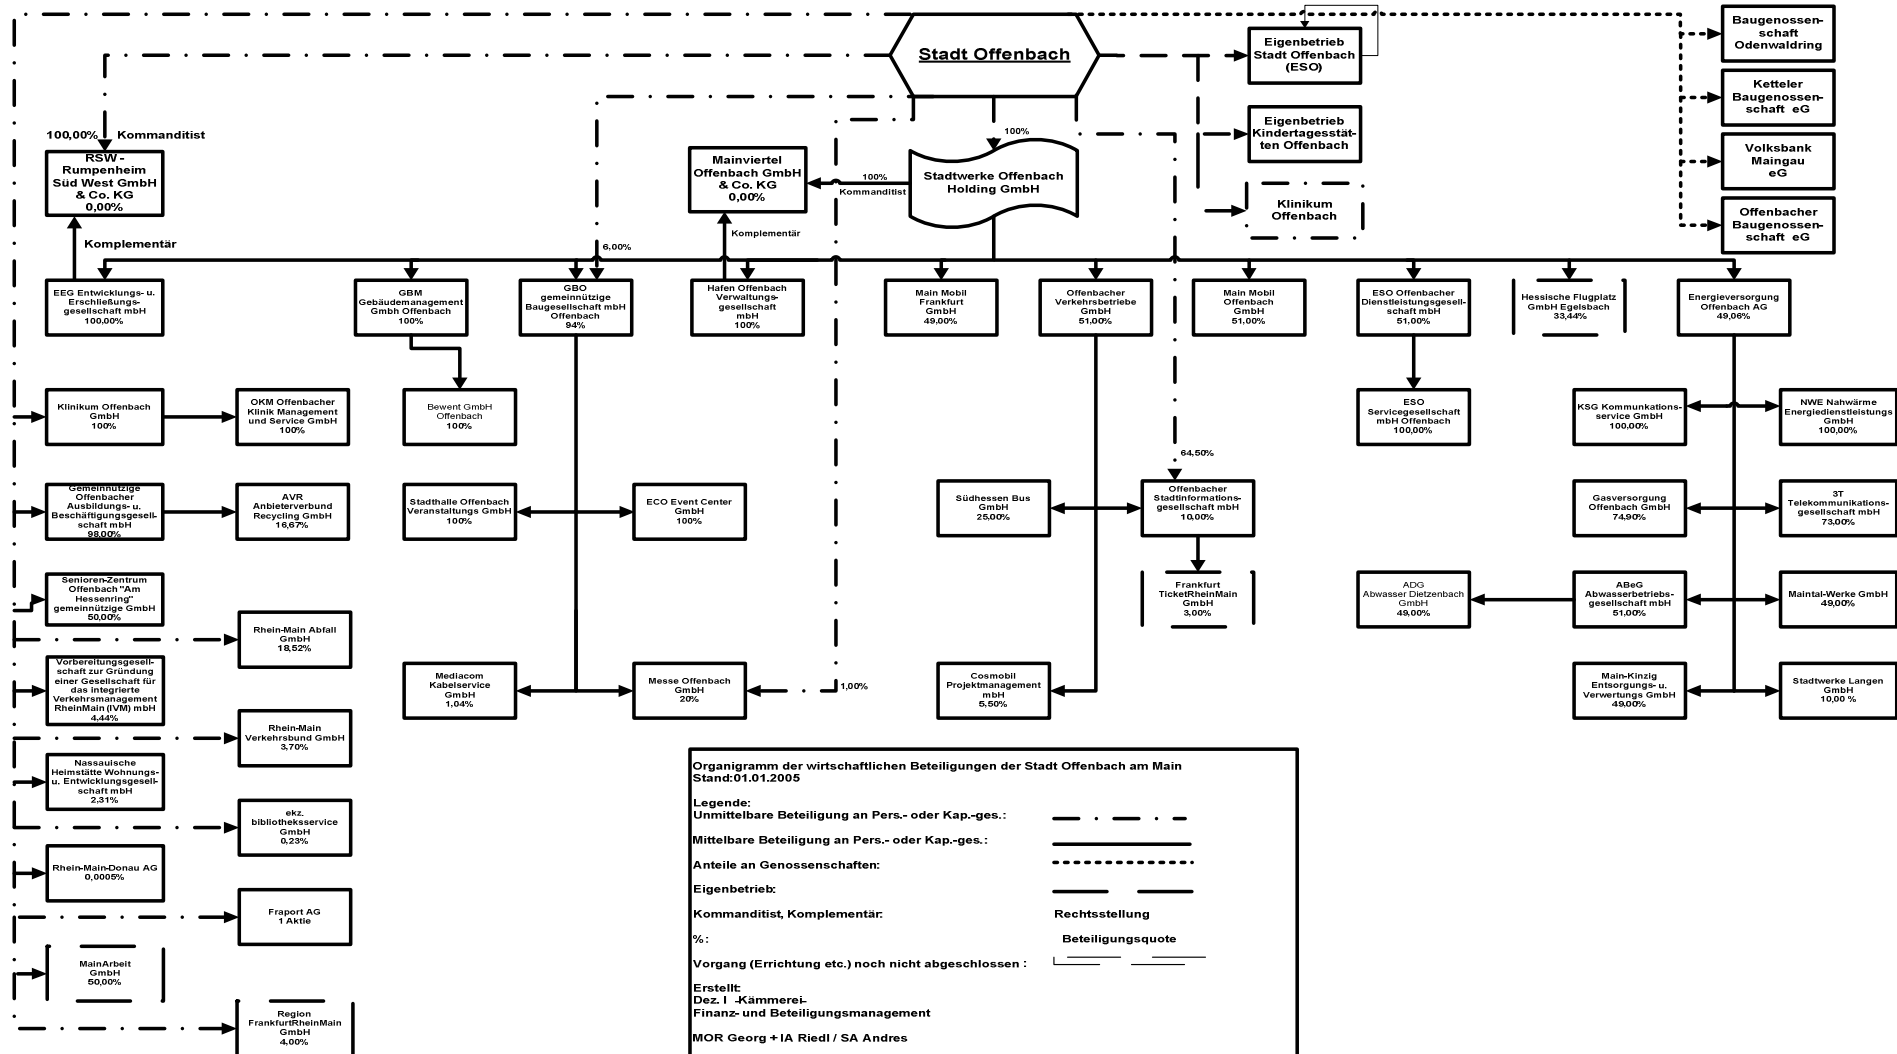 Stadt Offenbach
Eigenbetrieb
Stadt Offenbach
(ESO)
Baugenossen-
schaft
Odenwaldring
Ketteler
Baugenossen-
schaft eG
Eigenbetrieb
Kindertagesstät-
ten Offenbach
Volksbank
Maingau
eG
Klinikum
Offenbach
Offenbacher
Baugenossen-
schaft eG
100,00% Kommanditist
RSW -
Rumpenheim
Süd West GmbH
& Co. KG
0,00%
Komplementär
Mainviertel
Offenbach GmbH
& Co. KG
0,00%
Komplementär
100%
Kommanditist
100%
Stadtwerke Offenbach
Holding GmbH
6,00%
EEG Entwicklungs- u.
Erschließungs-
gesellschaft mbH
100,00%
GBM
Gebäudemanagement
Gmbh Offenbach
100%
GBO
gemeinnützige
Baugesellschaft mbH
Offenbach
94%
Hafen Offenbach
Verwaltungs-
gesellschaft
mbH
100%
Main Mobil
Frankfurt
GmbH
49,00%
Offenbacher
Verkehrsbetriebe
GmbH
51,00%
Main Mobil
Offenbach
GmbH
51,00%
ESO Offenbacher
Dienstleistungsgesell-
schaft mbH
51,00%
Hessische Flugplatz
GmbH Egelsbach
33,44%
Energieversorgung
Offenbach AG
49,06%
Klinikum Offenbach
GmbH
100%
OKM Offenbacher
Klinik Management
und Service GmbH
100%
Bewent GmbH
Offenbach
100%
ESO
Servicegesellschaft
mbH Offenbach
100,00%
KSG Kommunkations-
service GmbH
100,00%
NWE Nahwärme
Energiedienstleistungs
GmbH
100,00%
64,50%
Gemeinnützige
Offenbacher
Ausbildungs- u.
Beschäftigungsgesell-
schaft mbH
98,00%
AVR
Anbieterverbund
Recycling GmbH
16,67%
Stadthalle Offenbach
Veranstaltungs GmbH
100%
ECO Event Center
GmbH
100%
Südhessen Bus
GmbH
25,00%
Offenbacher
Stadtinformations-
gesellschaft mbH
10,00%
Gasversorgung
Offenbach GmbH
74,90%
3T
Telekommunikations-
gesellschaft mbH
73,00%
Senioren-Zentrum
Offenbach "Am
Hessenring"
gemeinnützige GmbH
50,00%
Frankfurt
TicketRheinMain
GmbH
3,00%
ADG
Abwasser Dietzenbach
GmbH
49,00%
ABeG
Abwasserbetriebs-
gesellschaft mbH
51,00%
Maintal-Werke GmbH
49,00%
Rhein-Main Abfall
GmbH
18,52%
Vorbereitungsgesell-
schaft zur Gründung
einer Gesellschaft für
das integrierte
Verkehrsmanagement
RheinMain (IVM) mbH
4,44%
Mediacom
Kabelservice
GmbH
1,04%
Messe Offenbach
GmbH
20%
1,00%
Cosmobil
Projektmanagement
mbH
5,50%
Main-Kinzig
Entsorgungs- u.
Verwertungs GmbH
49,00%
Stadtwerke Langen
GmbH
10,00 %
Rhein-Main
Verkehrsbund GmbH
3,70%
Nassauische
Heimstätte Wohnungs-
u. Entwicklungsgesell-
schaft mbH
2,31%
ekz.
bibliotheksservice
GmbH
0,23%
Rhein-Main-Donau AG
0,0005%
Fraport AG
1 Aktie
MainArbeit
GmbH
50,00%
Region
FrankfurtRheinMain
GmbH
4,00%
Organigramm der wirtschaftlichen Beteiligungen der Stadt Offenbach am Main
Stand:01.01.2005
Legende:
Unmittelbare Beteiligung an Pers.- oder Kap.-ges.:
Mittelbare Beteiligung an Pers.- oder Kap.-ges.:
Anteile an Genossenschaften:
Eigenbetrieb:
Kommanditist, Komplementär: Rechtsstellung
%: Beteiligungsquote
Vorgang (Errichtung etc.) noch nicht abgeschlossen :
Erstellt:
Dez. I -Kämmerei-
Finanz- und Beteiligungsmanagement
MOR Georg + IA Riedl / SA Andres